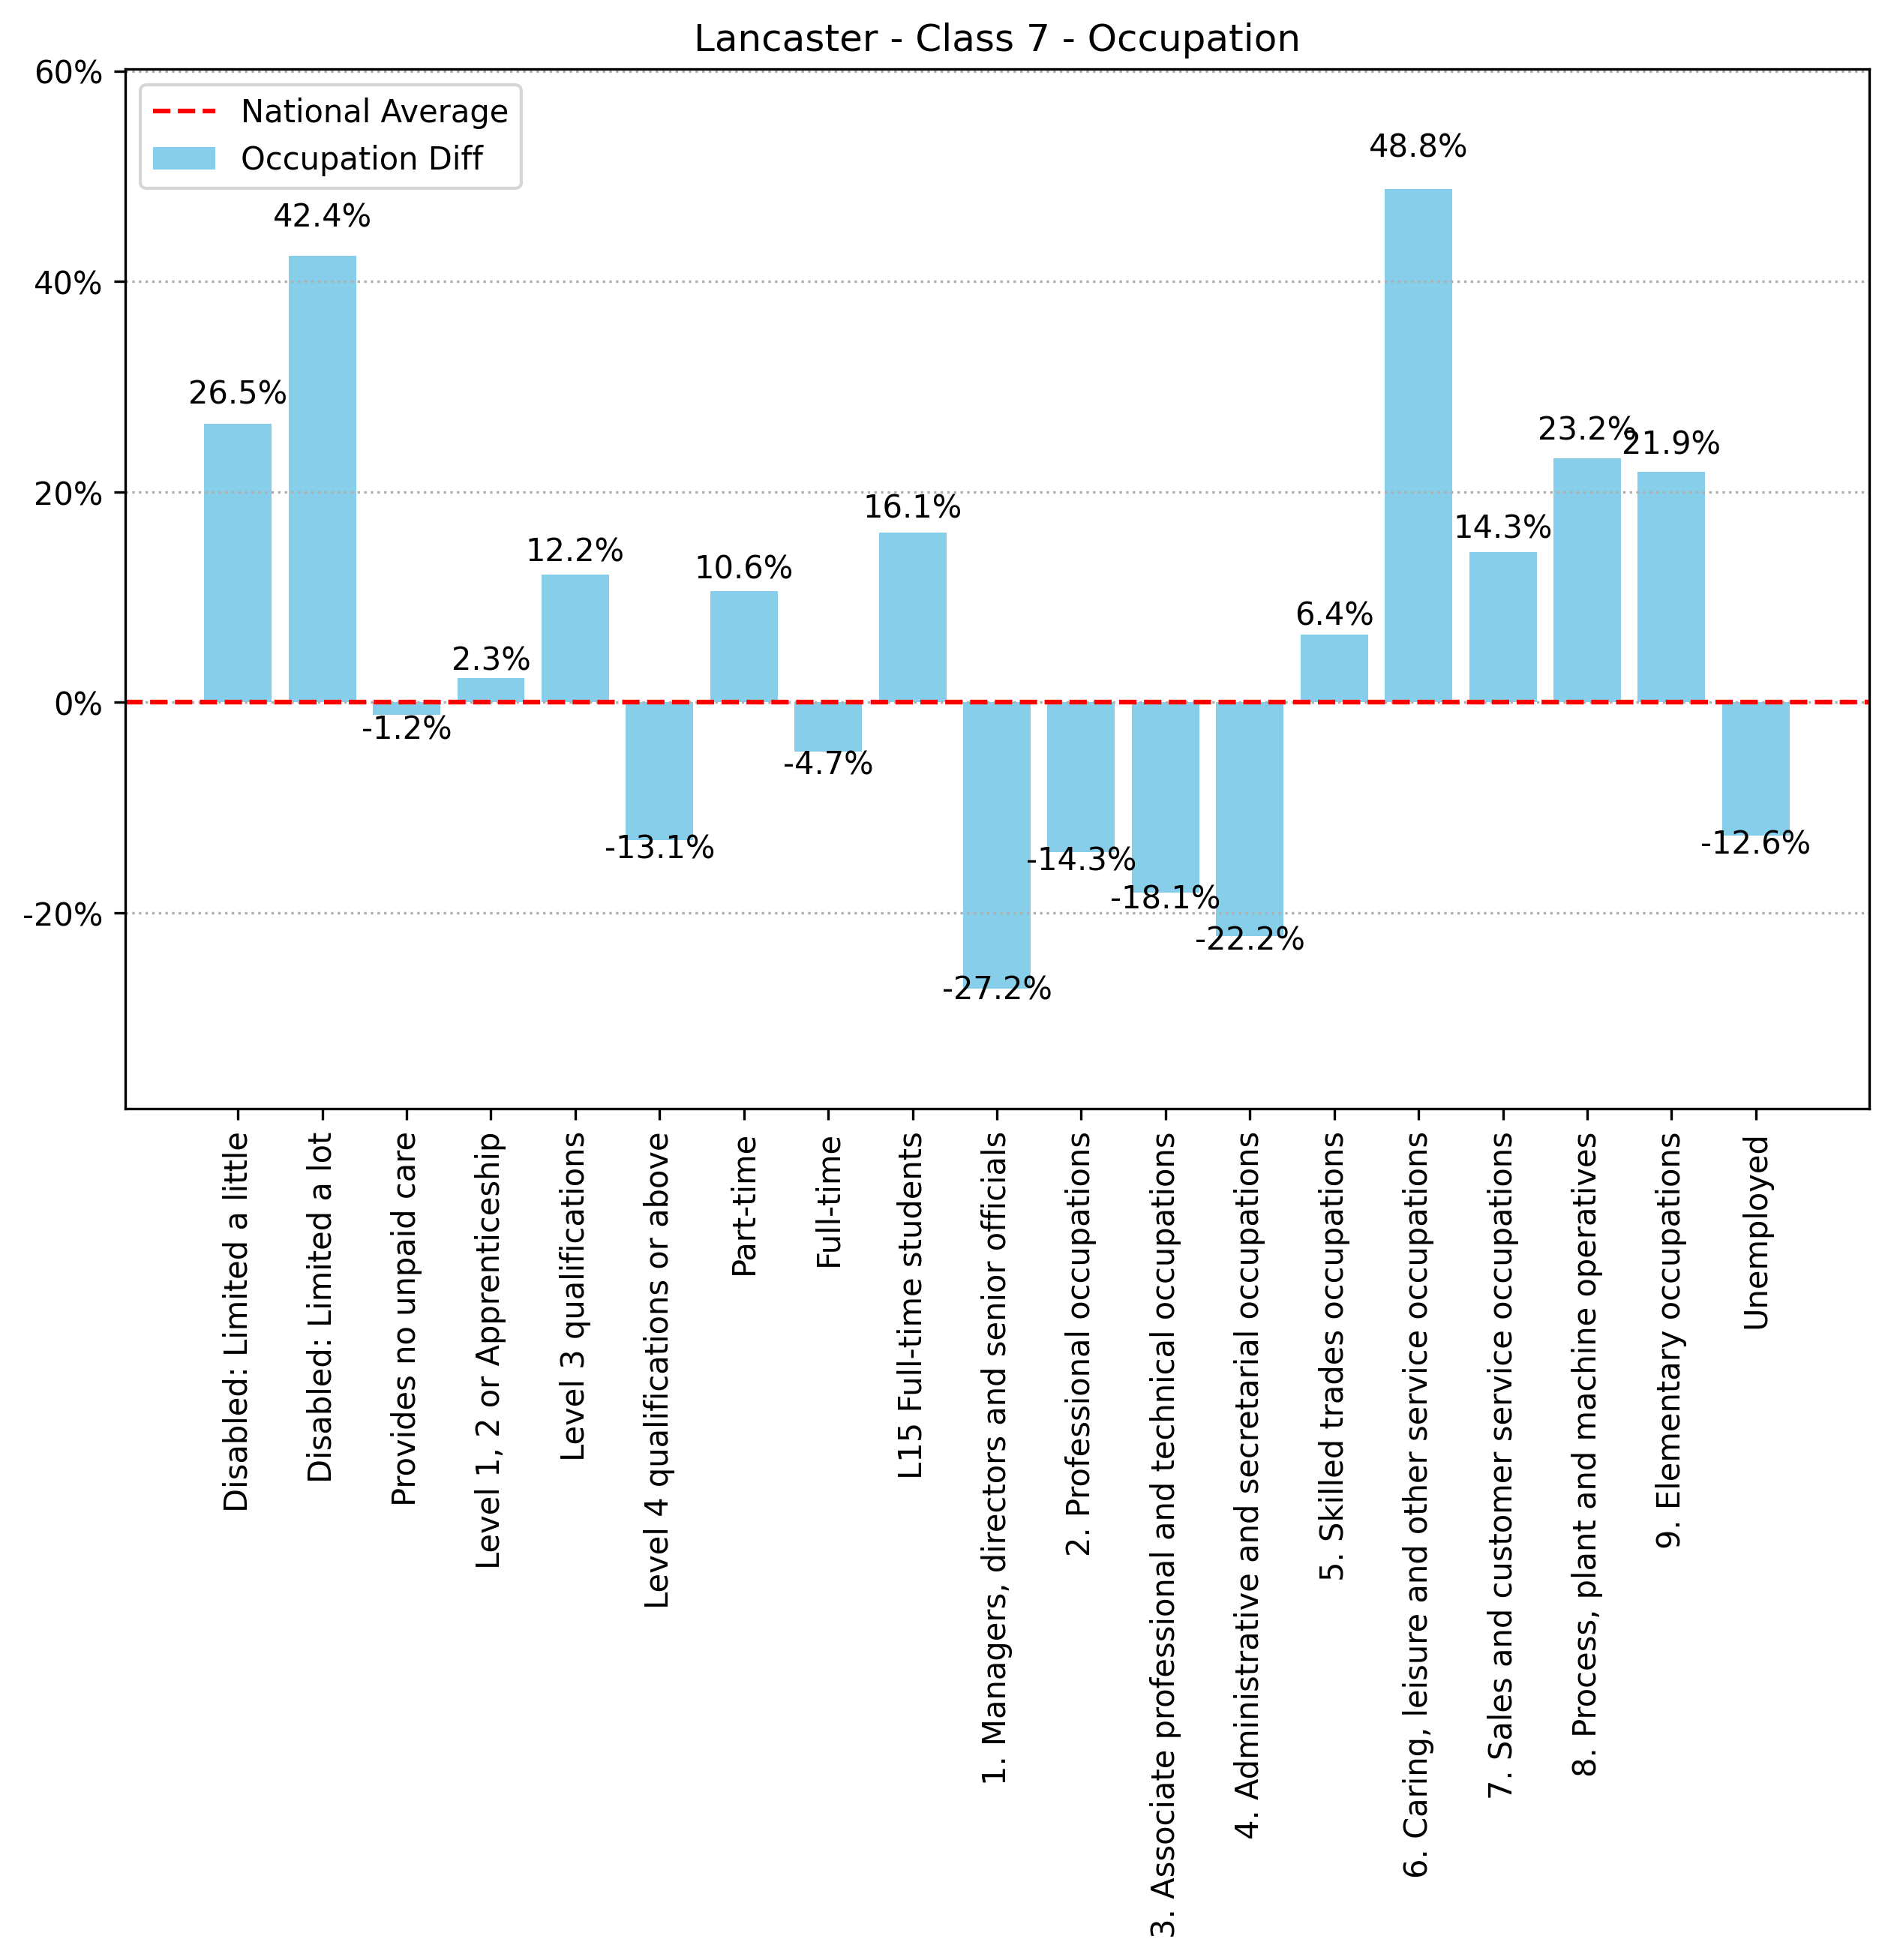 Lancaster - Class 7 - Occupation
60%
40%
20%
0%
-20%
National Average
Occupation Diff
26.5%
42.4%
-1.2%
2.3%
12.2%
-13.1%
10.6%
-4.7%
16.1%
-27.2%
-14.3%
-18.1%
-22.2%
6.4%
48.8%
14.3%
23.2%
21.9%
-12.6%
Disabled: Limited a little
Disabled: Limited a lot
Provides no unpaid care
Level 1, 2 or Apprenticeship
Level 3 qualifications
Level 4 qualifications or above
Part-time
Full-time
L15 Full-time students
1. Managers, directors and senior officials
2. Professional occupations
3. Associate professional and technical occupations
4. Administrative and secretarial occupations
5. Skilled trades occupations
6. Caring, leisure and other service occupations
7. Sales and customer service occupations
8. Process, plant and machine operatives
9. Elementary occupations
Unemployed